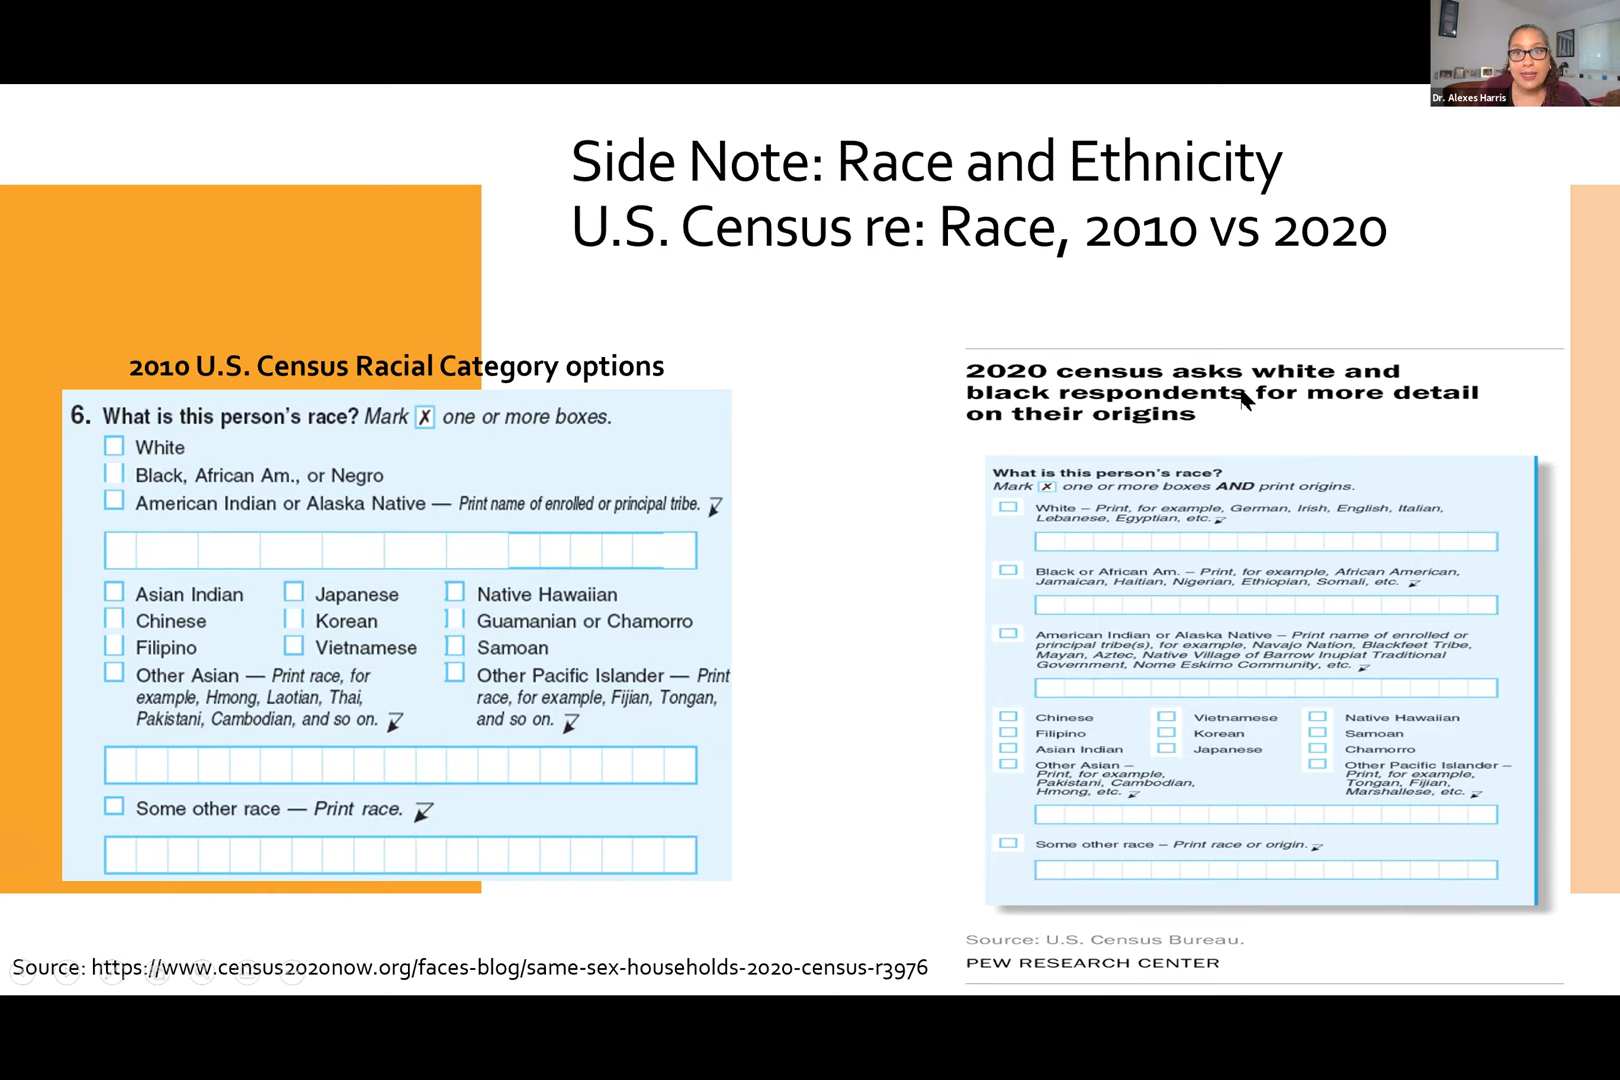 Dr. Alexes Harris
Side Note: Race and Ethnicity
U.S. Census re: Race, 2010 vs 2020
2010 U.S. Census Racial Category options
6. What is this person's race? Mark X one or more boxes.
White
Black, African Am., or Negro
American Indian or Alaska Native — Print name of enrolled or principal tribe.
Asian Indian
Japanese
Native Hawaiian
Chinese
Korean
Guamanian or Chamorro
Filipino
Vietnamese
Samoan
Other Asian — Print race, for
example, Hmong, Laotian, Thai,
Pakistani, Cambodian, and so on.
Other Pacific Islander — Print
race, for example, Fijian, Tongan,
and so on.
Some other race — Print race.
Source: https://www.census2020now.org/faces-blog/same-sex-households-2020-census-r3976
2020 census asks white and
black respondents for more detail
on their origins
What is this person's race?
Mark X one or more boxes AND print origins.
White – Print, for example, German, Irish, English, Italian,
Lebanese, Egyptian, etc.
Black or African Am. – Print, for example, African American,
Jamaican, Haitian, Nigerian, Ethiopian, Somali, etc.
American Indian or Alaska Native – Print name of enrolled or
principal tribe(s), for example, Navajo Nation, Blackfeet Tribe,
Mayan, Aztec, Native Village of Barrow Inupiat Traditional
Government, Nome Eskimo Community, etc.
Chinese
Vietnamese
Native Hawaiian
Filipino
Korean
Samoan
Asian Indian
Japanese
Chamorro
Other Asian –
Print, for example,
Pakistani, Cambodian,
Hmong, etc.
Other Pacific Islander –
Print, for example,
Tongan, Fijian,
Marshallese, etc.
Some other race – Print race or origin.
Source: U.S. Census Bureau.
PEW RESEARCH CENTER